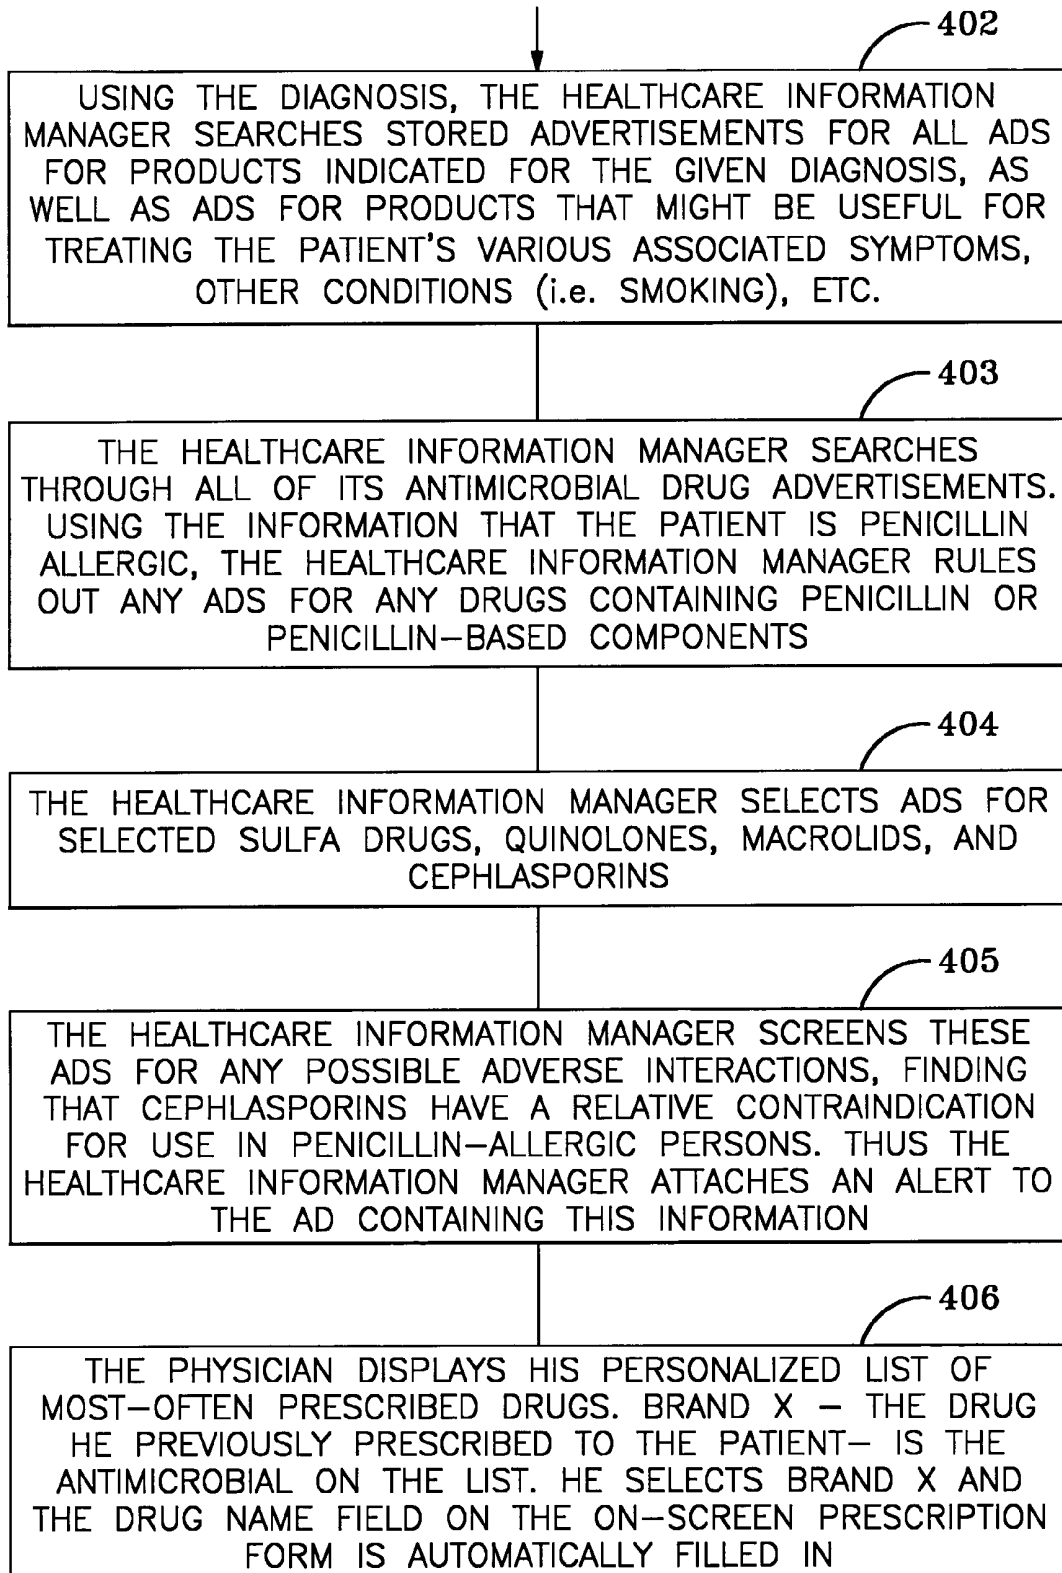 402
USING THE DIAGNOSIS, THE HEALTHCARE INFORMATION
MANAGER SEARCHES STORED ADVERTISEMENTS FOR ALL ADS
FOR PRODUCTS INDICATED FOR THE GIVEN DIAGNOSIS, AS
WELL AS ADS FOR PRODUCTS THAT MIGHT BE USEFUL FOR
TREATING THE PATIENT'S VARIOUS ASSOCIATED SYMPTOMS,
OTHER CONDITIONS (i.e. SMOKING), ETC.
403
THE HEALTHCARE INFORMATION MANAGER SEARCHES
THROUGH ALL OF ITS ANTIMICROBIAL DRUG ADVERTISEMENTS.
USING THE INFORMATION THAT THE PATIENT IS PENICILLIN
ALLERGIC, THE HEALTHCARE INFORMATION MANAGER RULES
OUT ANY ADS FOR ANY DRUGS CONTAINING PENICILLIN OR
PENICILLIN-BASED COMPONENTS
404
THE HEALTHCARE INFORMATION MANAGER SELECTS ADS FOR
SELECTED SULFA DRUGS, QUINOLONES, MACROLIDS, AND
CEPHLASPORINS
405
THE HEALTHCARE INFORMATION MANAGER SCREENS THESE
ADS FOR ANY POSSIBLE ADVERSE INTERACTIONS, FINDING
THAT CEPHLASPORINS HAVE A RELATIVE CONTRAINDICATION
FOR USE IN PENICILLIN-ALLERGIC PERSONS. THUS THE
HEALTHCARE INFORMATION MANAGER ATTACHES AN ALERT TO
THE AD CONTAINING THIS INFORMATION
406
THE PHYSICIAN DISPLAYS HIS PERSONALIZED LIST OF
MOST-OFTEN PRESCRIBED DRUGS. BRAND X - THE DRUG
HE PREVIOUSLY PRESCRIBED TO THE PATIENT- IS THE
ANTIMICROBIAL ON THE LIST. HE SELECTS BRAND X AND
THE DRUG NAME FIELD ON THE ON-SCREEN PRESCRIPTION
FORM IS AUTOMATICALLY FILLED IN